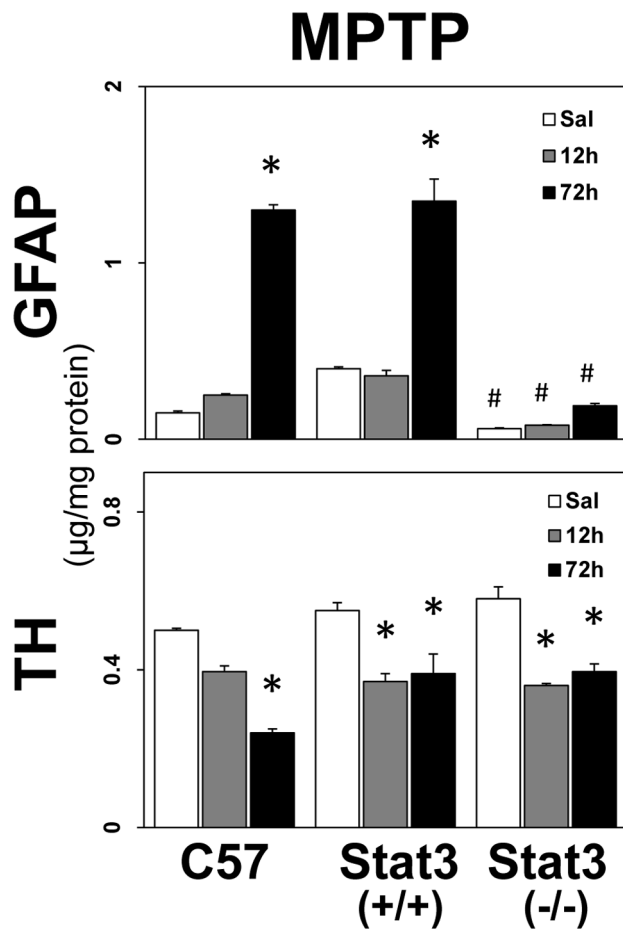 MPTP
GFAP
2
1
0
Sal
12h
72h
*
*
#
#
#
(µg/mg protein)
TH
0.8
0.4
0
Sal
12h
72h
*
*
*
*
*
C57
Stat3
(+/+)
Stat3
(-/-)